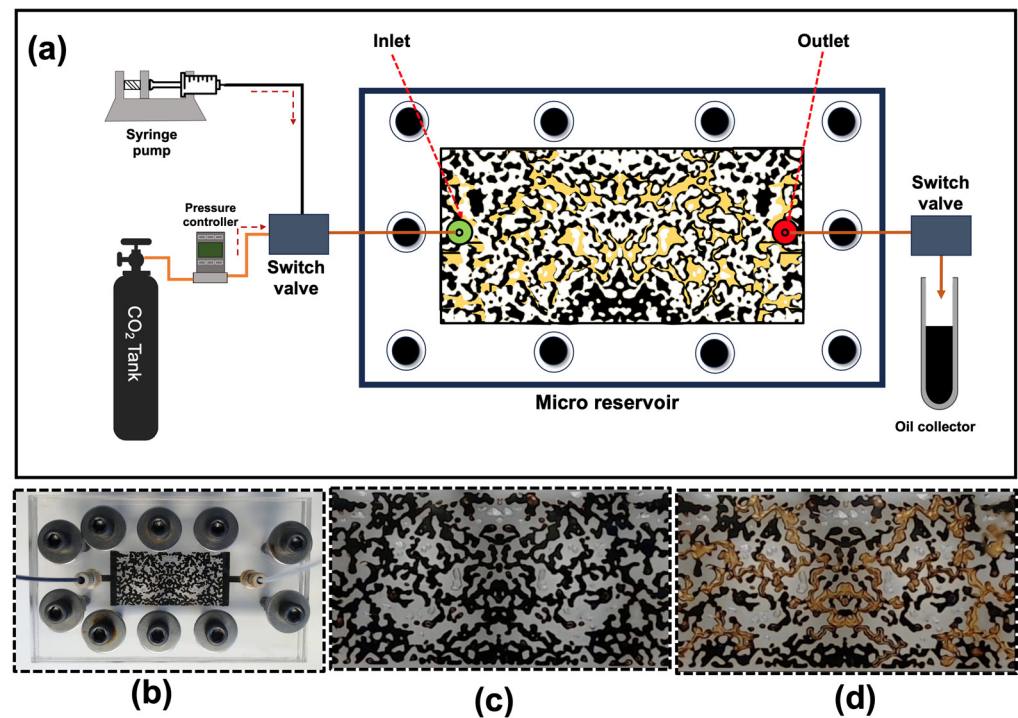 (a)
Inlet
Outlet
Syringe
pump
Pressure
controller
Switch
valve
Switch
valve
CO₂ Tank
Micro reservoir
Oil collector
(b)
(c)
(d)